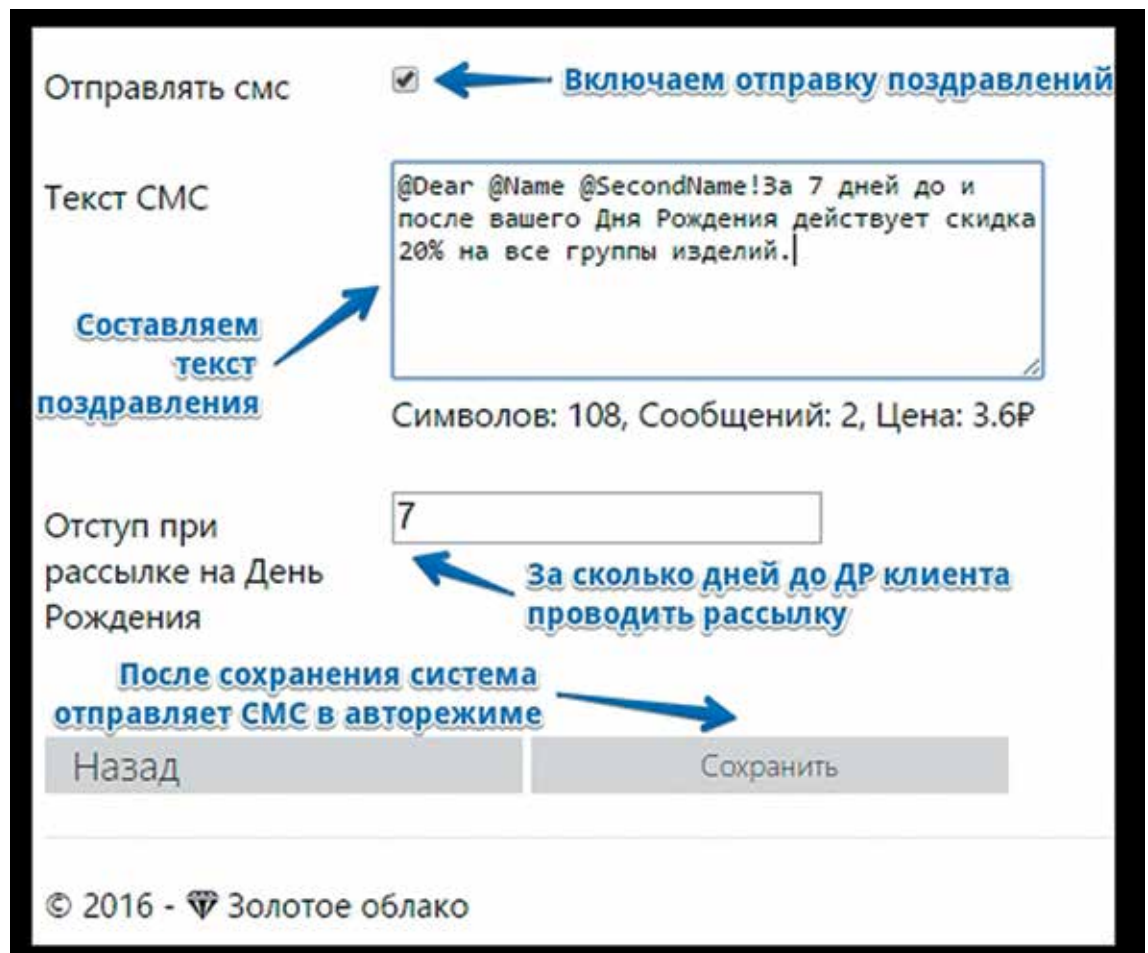 Отправлять смс
Включаем отправку поздравлений
Текст СМС
@Dear @Name @SecondName!За 7 дней до и
после вашего Дня Рождения действует скидка
20% на все группы изделий.
Составляем
текст
поздравления
Символов: 108, Сообщений: 2, Цена: 3.6₽
Отступ при
рассылке на День
Рождения
7
За сколько дней до ДР клиента
проводить рассылку
После сохранения система
отправляет СМС в авторежиме
Назад
Сохранить
© 2016 - Золотое облако